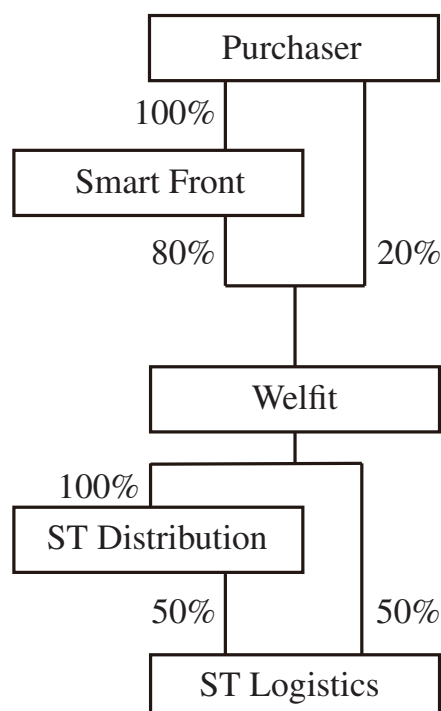 Purchaser
100%
Smart Front
80%
20%
Welfit
100%
ST Distribution
50%
50%
ST Logistics